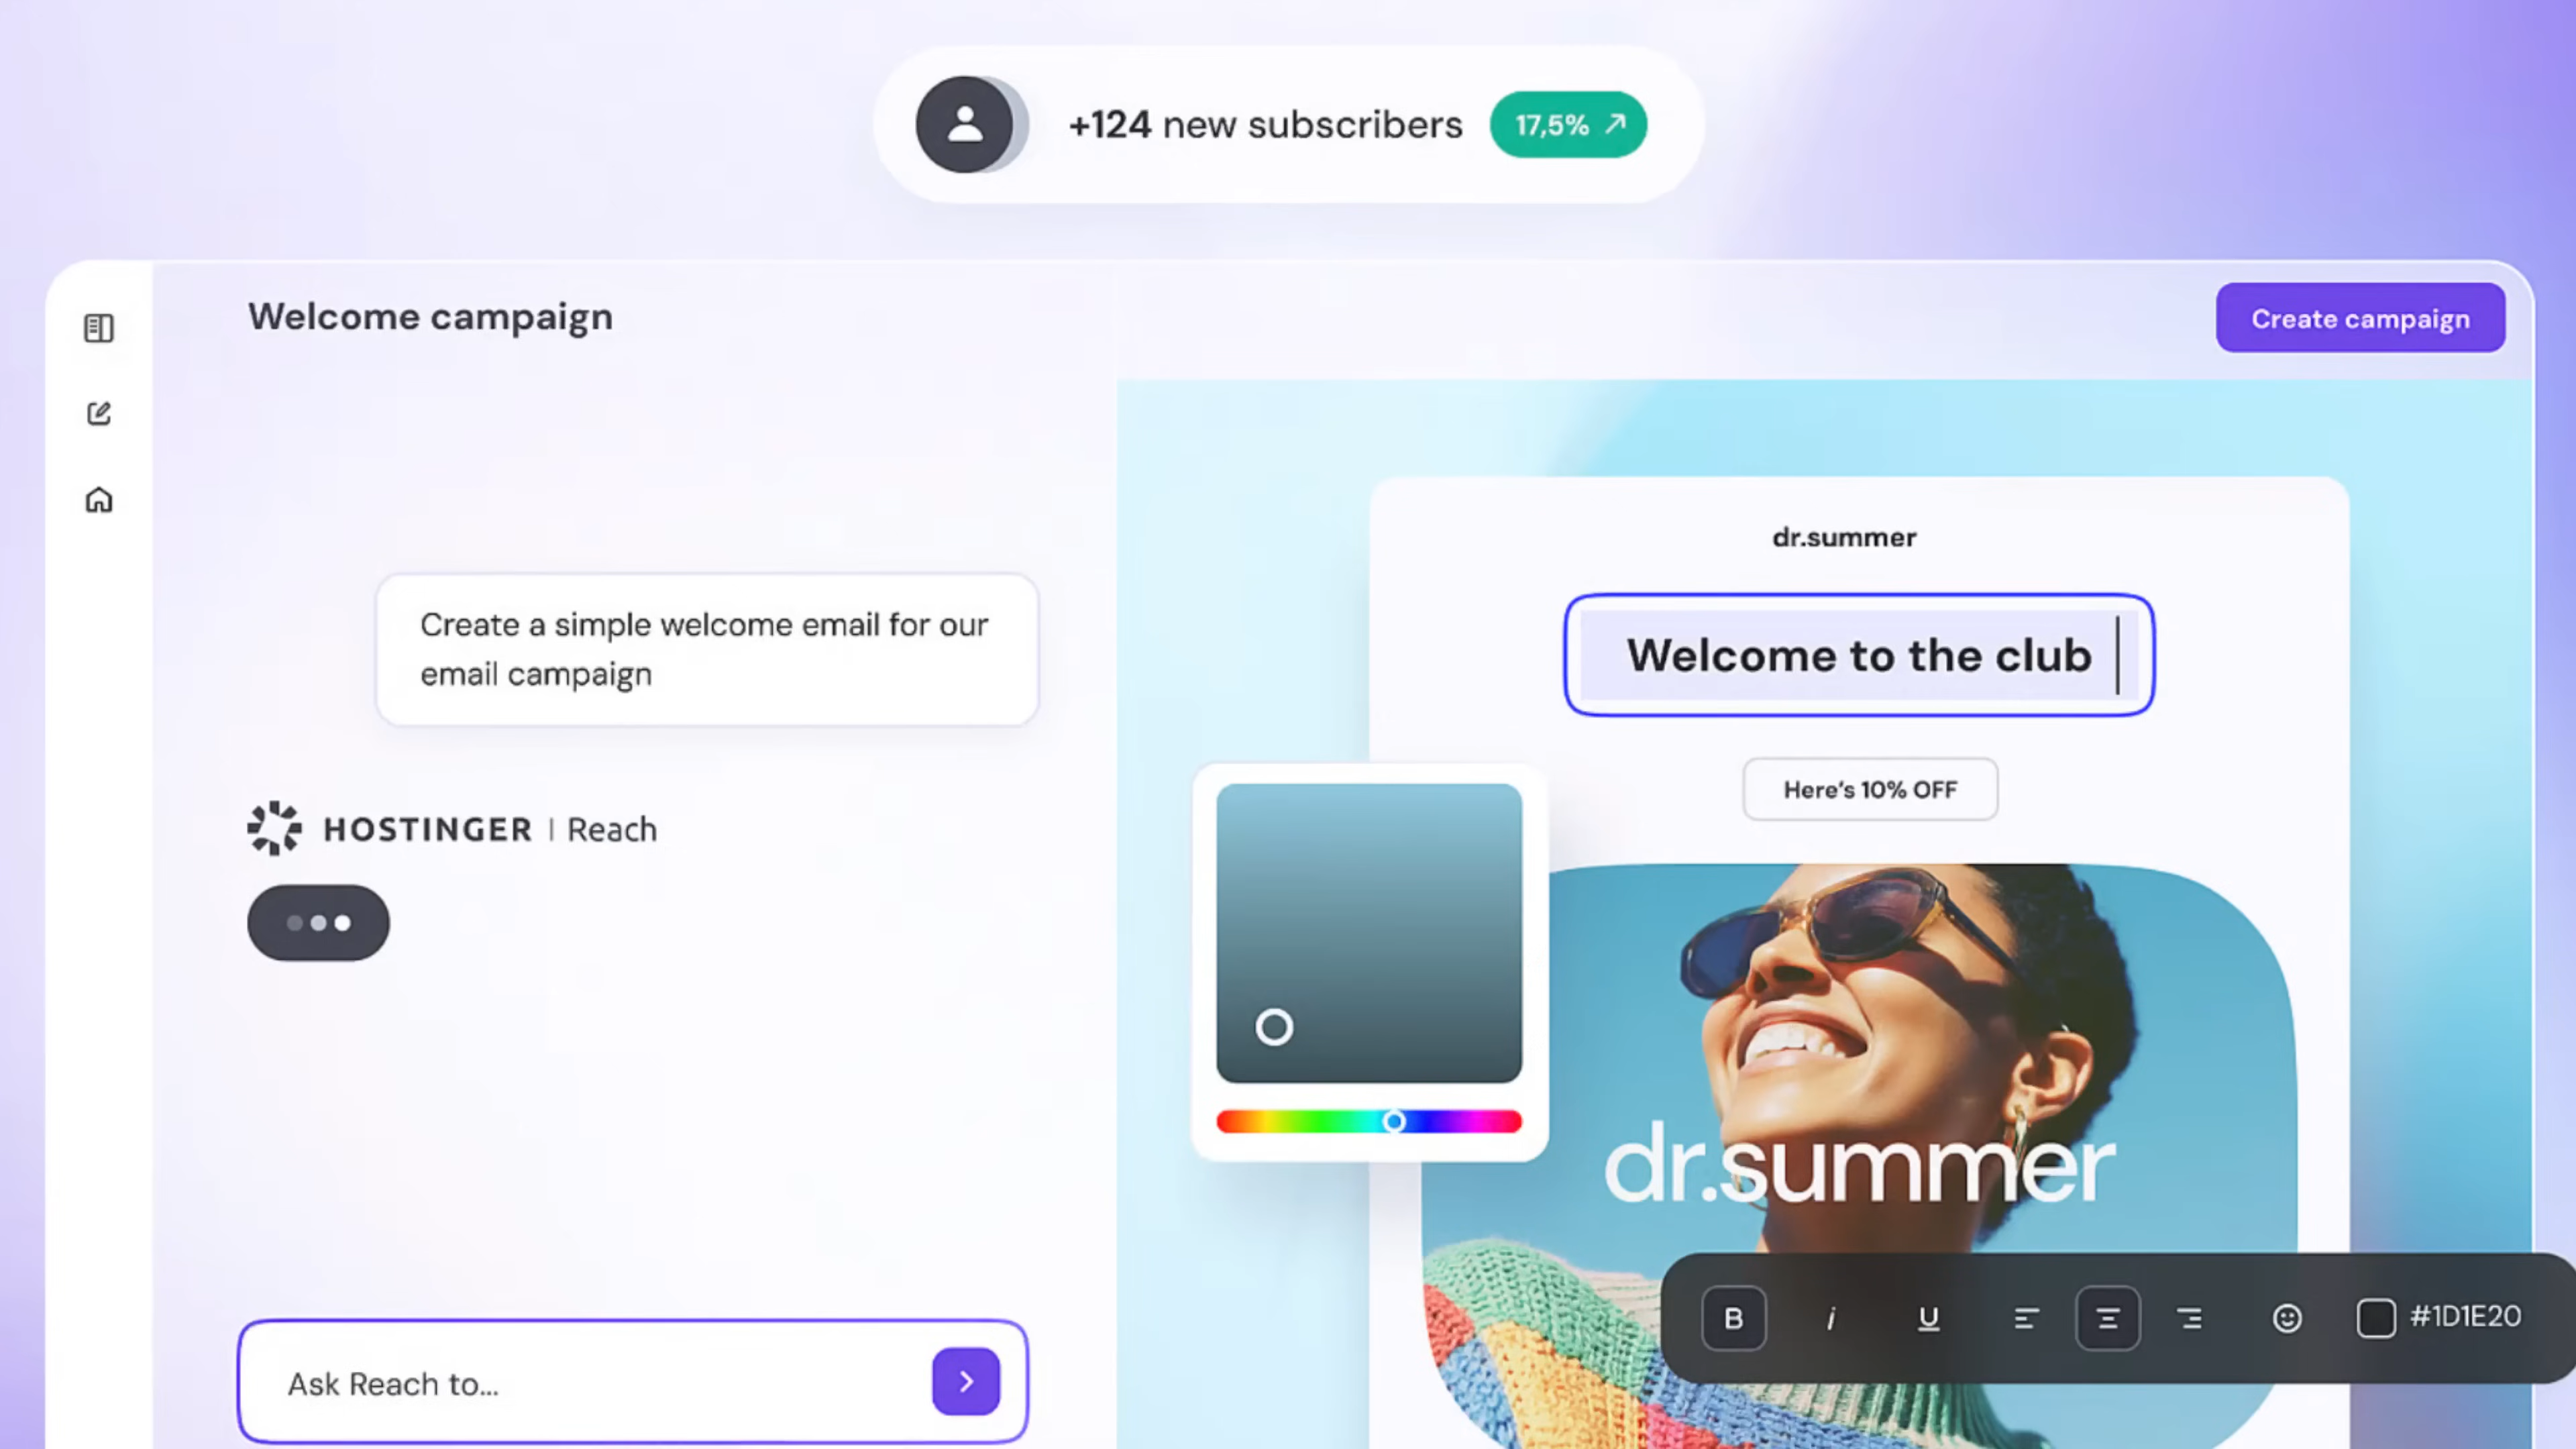 +124 new subscribers 17,5%
Welcome campaign
Create campaign
Create a simple welcome email for our
email campaign
HOSTINGER | Reach
Ask Reach to...
dr.summer
Welcome to the club
Here's 10% OFF
dr.summer
B i U #1D1E20